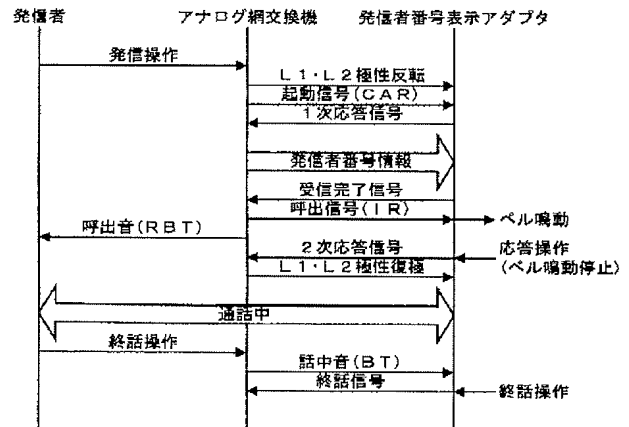 発信者
アナログ網交換機
発信者番号表示アダプタ
発信操作
L1・L2極性反転
起動信号(CAR)
1次応答信号
発信者番号情報
受信完了信号
呼出信号(IR)
ベル鳴動
呼出音(RBT)
2次応答信号
応答操作
(ベル鳴動停止)
L1・L2極性復極
通話中
終話操作
話中音(BT)
終話信号
終話操作